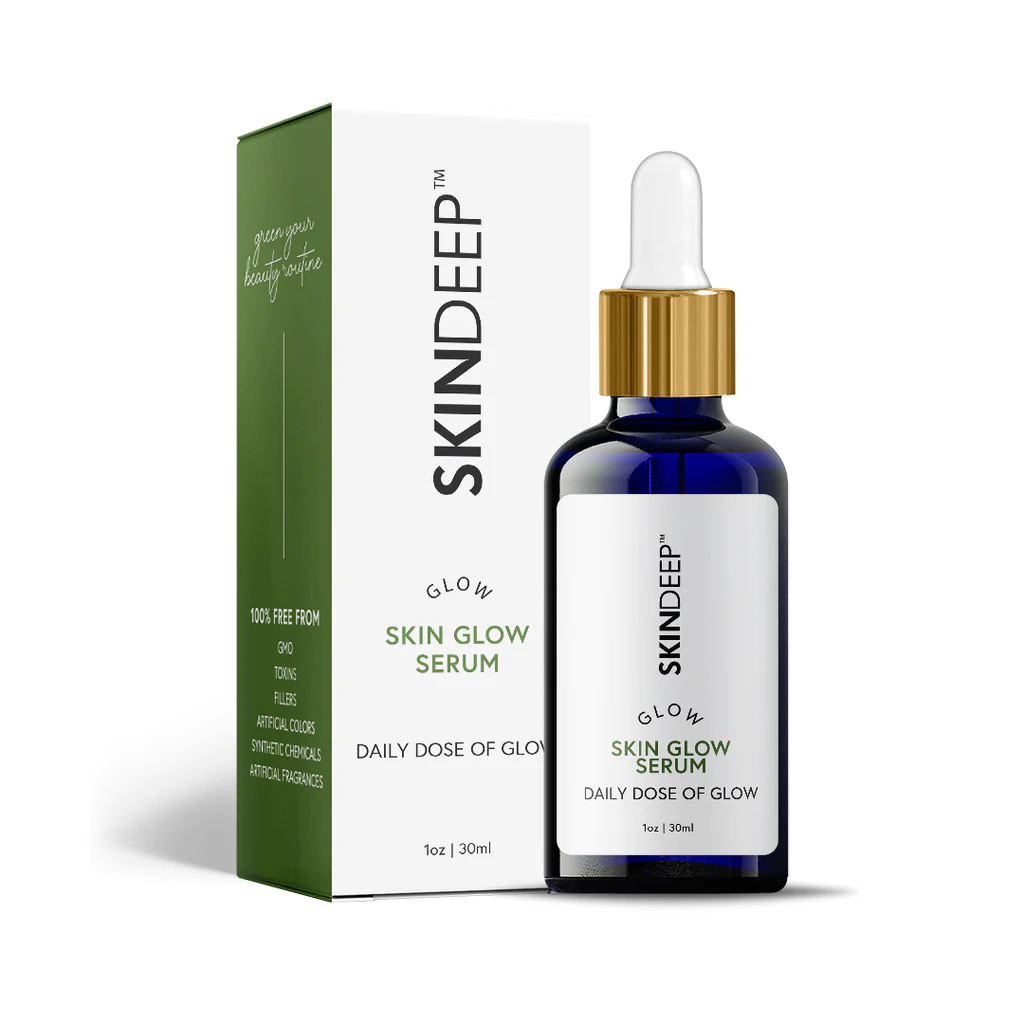 green your
beauty routine
100% FREE FROM
GMO
TOXINS
FILLERS
ARTIFICIAL COLORS
SYNTHETIC CHEMICALS
ARTIFICIAL FRAGRANCES
SKINDEEP™
GLOW
SKIN GLOW
SERUM
DAILY DOSE OF GLOW
1oz | 30ml
SKINDEEP™
GLOW
SKIN GLOW
SERUM
DAILY DOSE OF GLOW
1oz | 30ml